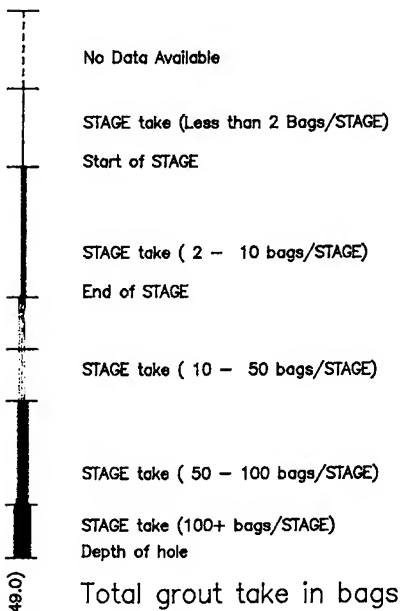 No Data Available
STAGE take (Less than 2 Bags/STAGE)
Start of STAGE
STAGE take ( 2 - 10 bags/STAGE)
End of STAGE
STAGE take ( 10 - 50 bags/STAGE)
STAGE take ( 50 - 100 bags/STAGE)
STAGE take (100+ bags/STAGE)
Depth of hole
49.0)
Total grout take in bags